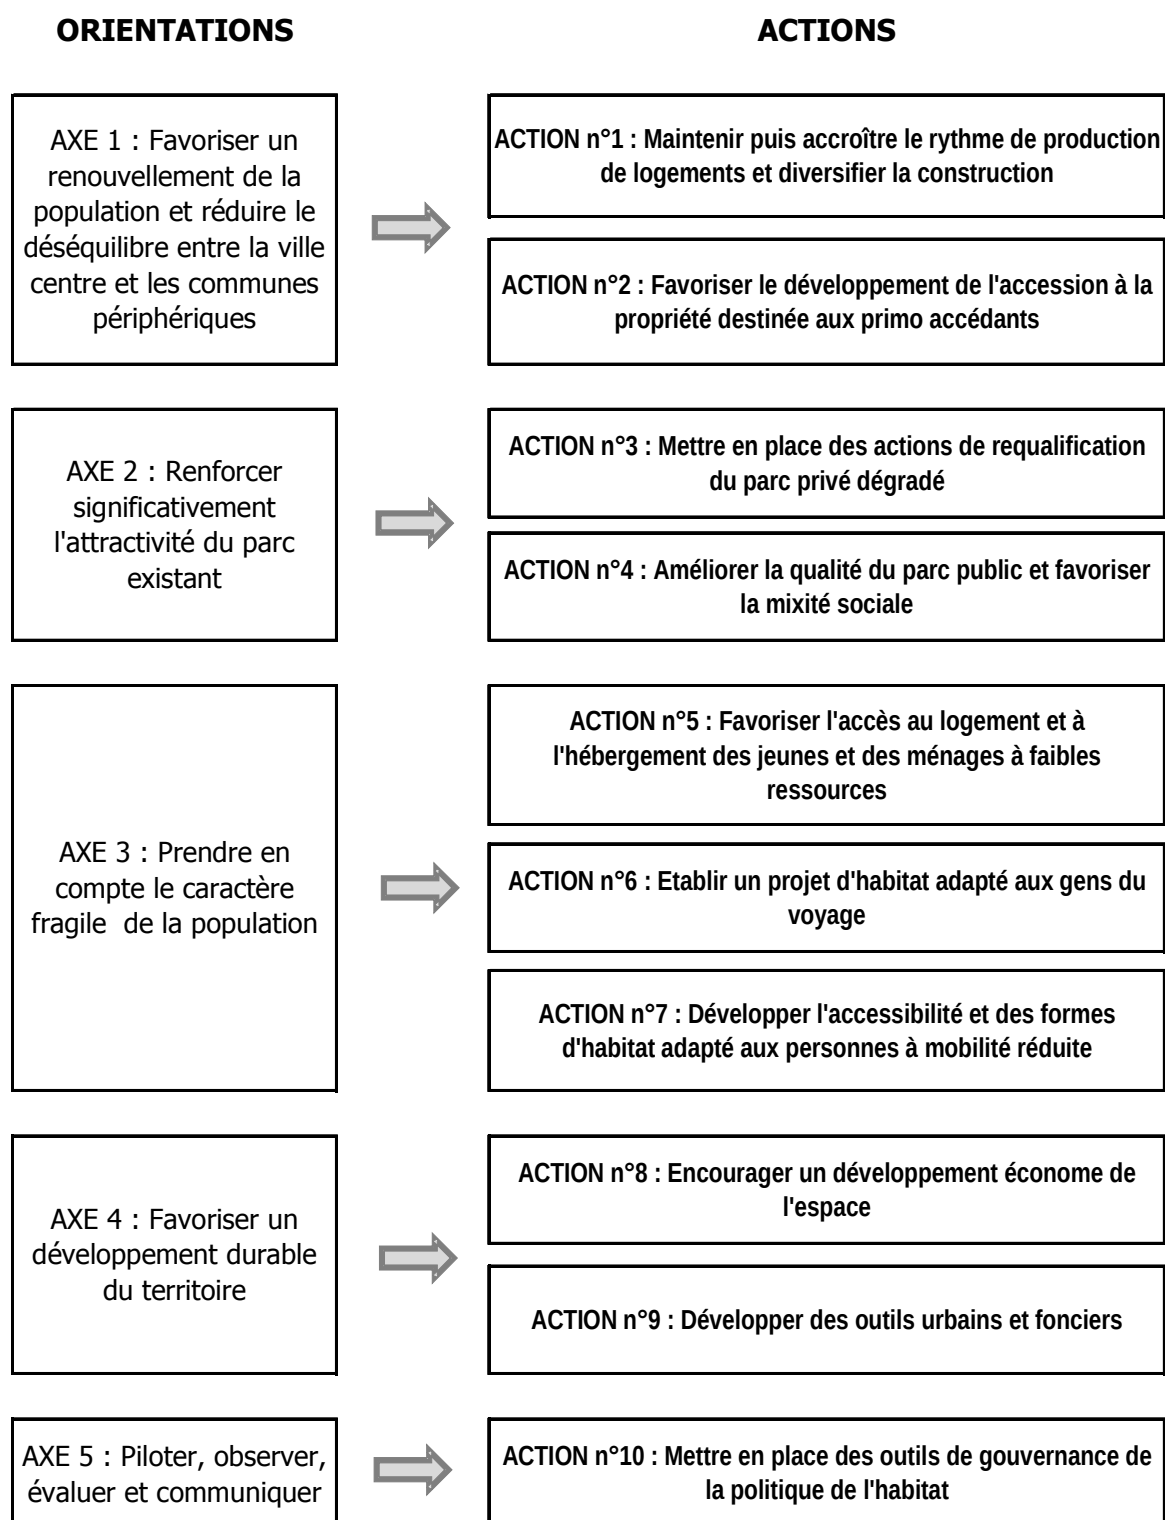 ORIENTATIONS
ACTIONS
AXE 1 : Favoriser un
renouvellement de la
population et réduire le
déséquilibre entre la ville
centre et les communes
périphériques
ACTION n°1 : Maintenir puis accroître le rythme de production
de logements et diversifier la construction
ACTION n°2 : Favoriser le développement de l'accession à la
propriété destinée aux primo accédants
AXE 2 : Renforcer
significativement
l'attractivité du parc
existant
ACTION n°3 : Mettre en place des actions de requalification
du parc privé dégradé
ACTION n°4 : Améliorer la qualité du parc public et favoriser
la mixité sociale
AXE 3 : Prendre en
compte le caractère
fragile  de la population
ACTION n°5 : Favoriser l'accès au logement et à
l'hébergement des jeunes et des ménages à faibles
ressources
ACTION n°6 : Etablir un projet d'habitat adapté aux gens du
voyage
ACTION n°7 : Développer l'accessibilité et des formes
d'habitat adapté aux personnes à mobilité réduite
AXE 4 : Favoriser un
développement durable
du territoire
ACTION n°8 : Encourager un développement économe de
l'espace
ACTION n°9 : Développer des outils urbains et fonciers
AXE 5 : Piloter, observer,
évaluer et communiquer
ACTION n°10 : Mettre en place des outils de gouvernance de
la politique de l'habitat